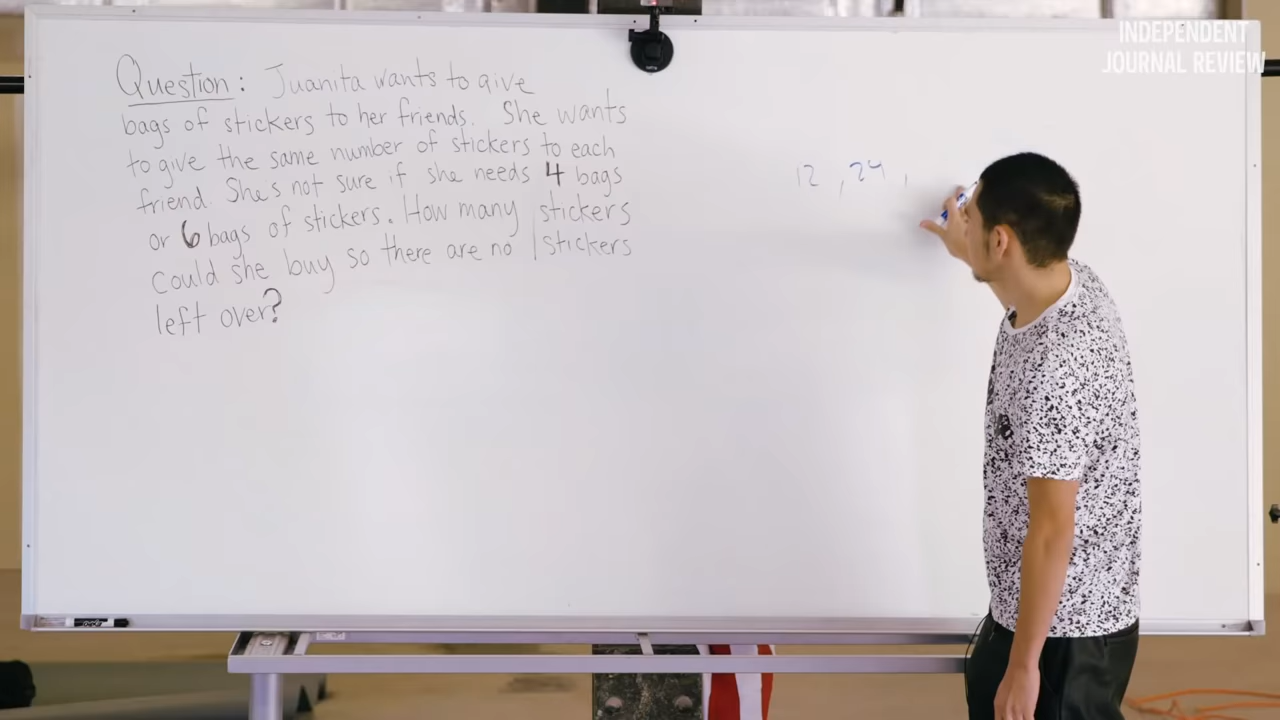 INDEPENDENT
JOURNAL REVIEW
Question: Juanita wants to give
bags of stickers to her friends. She wants
to give the same number of stickers to each
friend. She's not sure if she needs 4 bags
or 6 bags of stickers. How many | stickers
could she buy so there are no | stickers
left over?
12, 24,